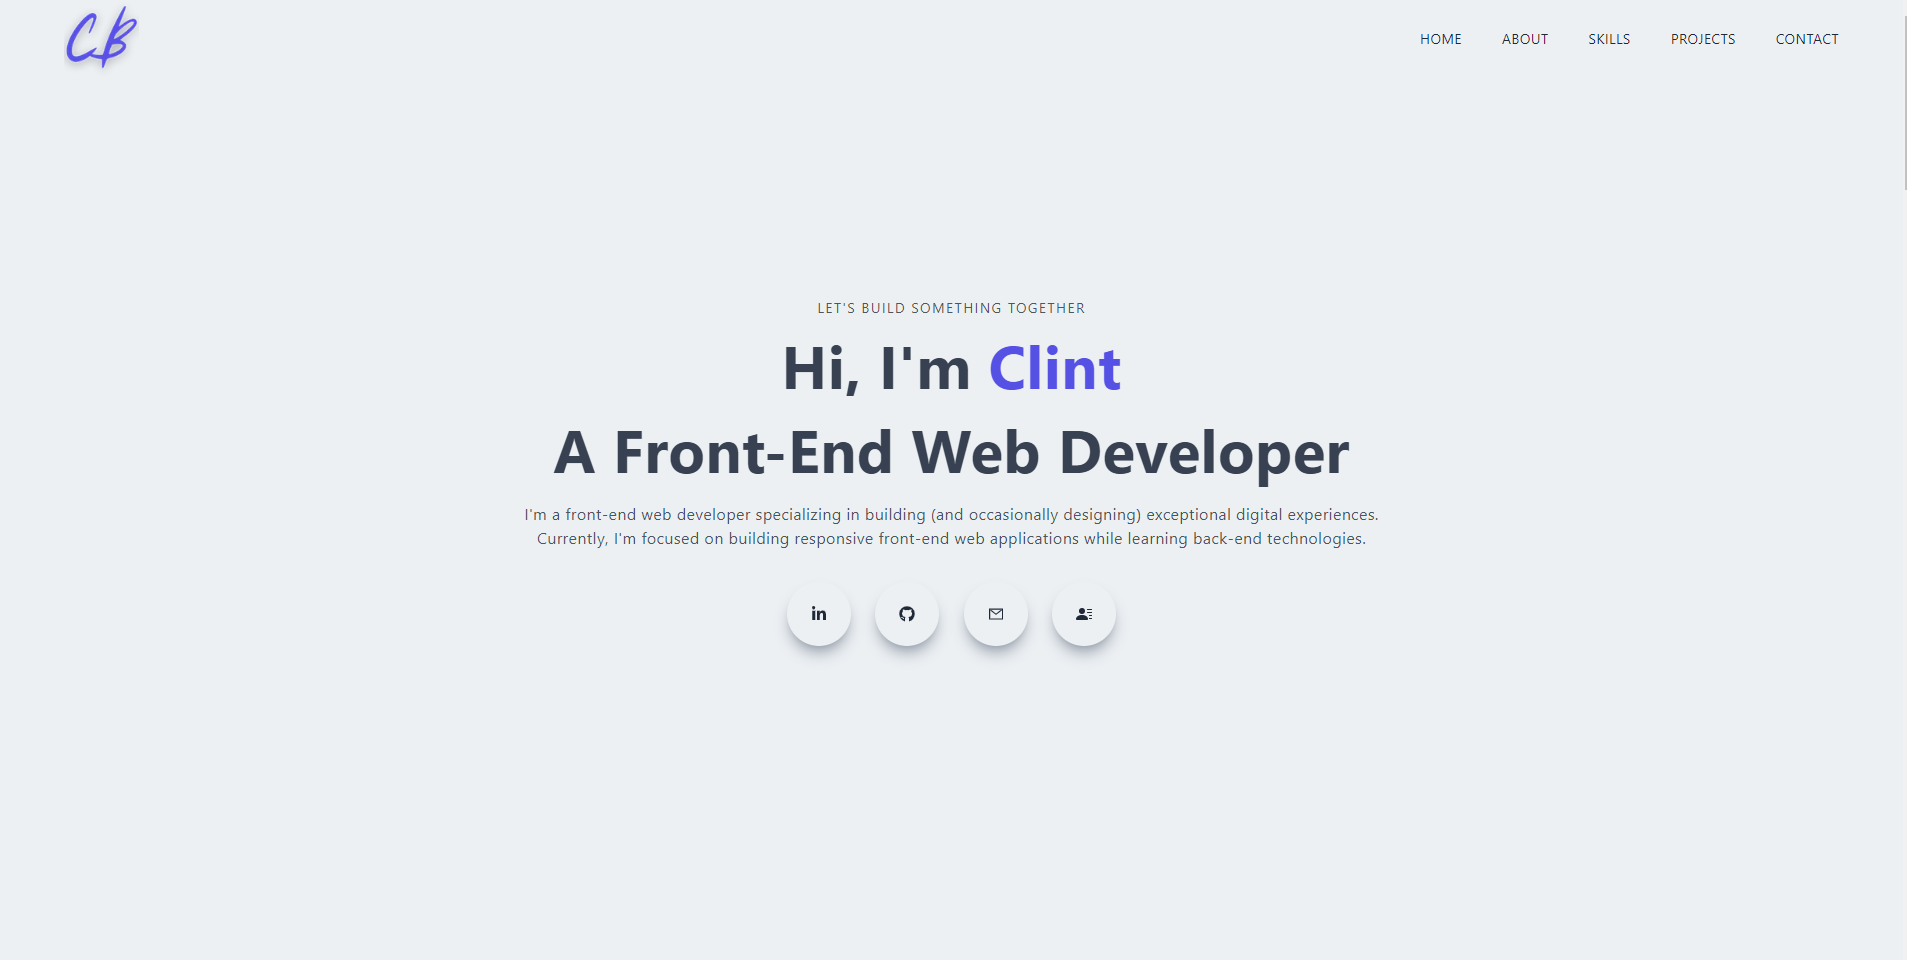 CB
HOME ABOUT SKILLS PROJECTS CONTACT
LET'S BUILD SOMETHING TOGETHER
Hi, I'm Clint
A Front-End Web Developer
I'm a front-end web developer specializing in building (and occasionally designing) exceptional digital experiences.
Currently, I'm focused on building responsive front-end web applications while learning back-end technologies.
in